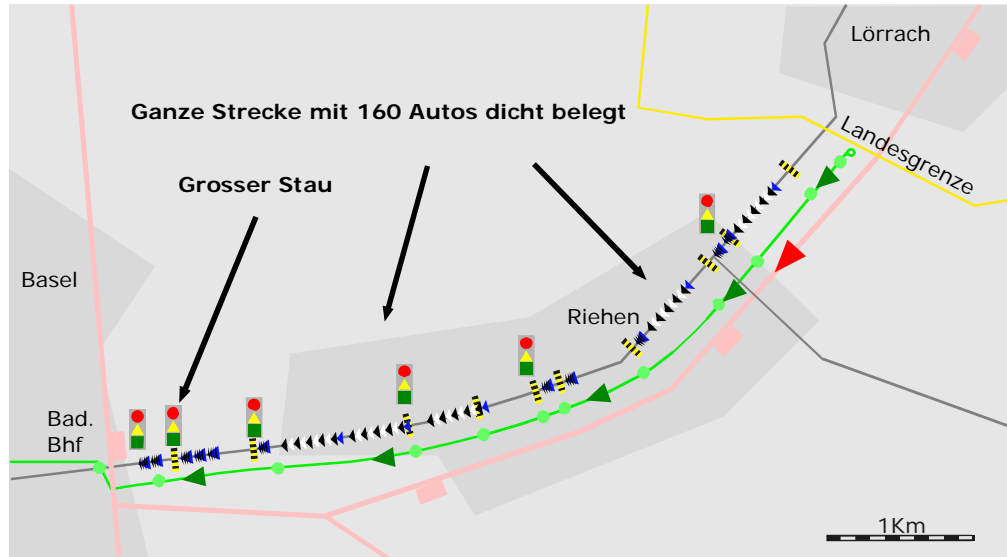 Lörrach
Ganze Strecke mit 160 Autos dicht belegt
Landesgrenze
P
Grosser Stau
Basel
Riehen
Bad.
Bhf
1Km